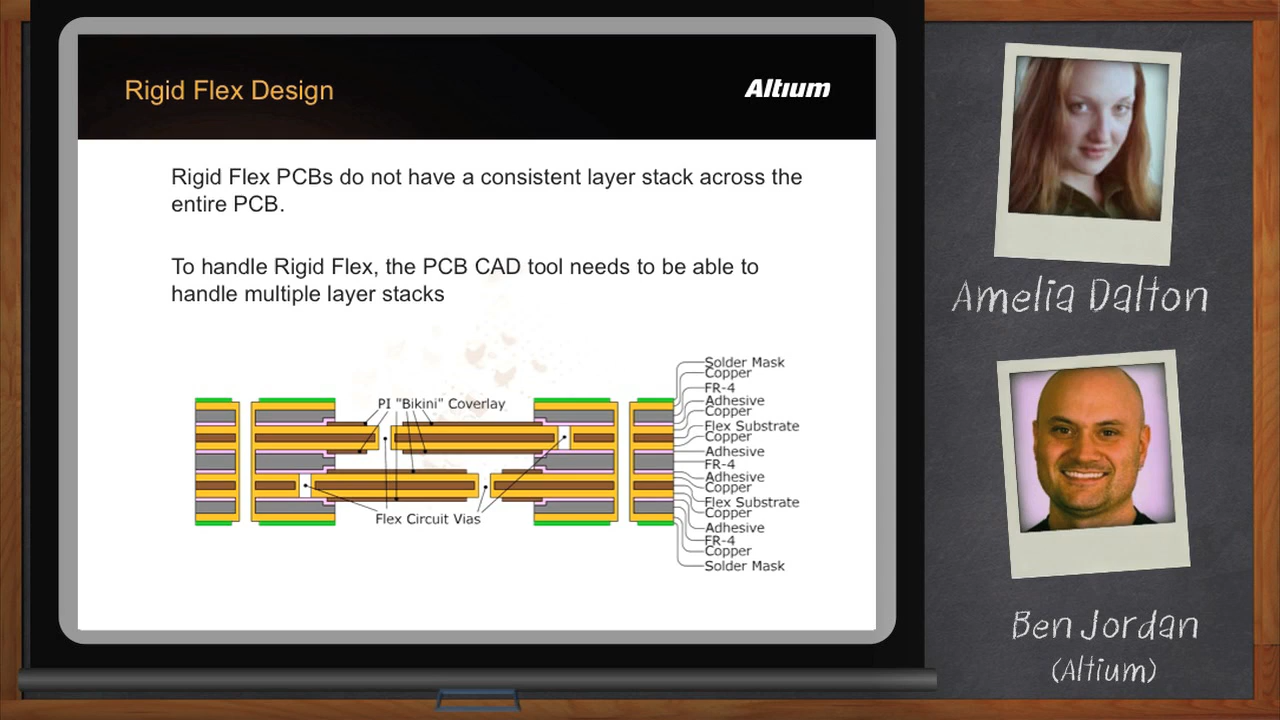 Rigid Flex Design
Altium
Rigid Flex PCBs do not have a consistent layer stack across the
entire PCB.
To handle Rigid Flex, the PCB CAD tool needs to be able to
handle multiple layer stacks
PI "Bikini" Coverlay
Flex Circuit Vias
Solder Mask
Copper
FR-4
Adhesive
Copper
Flex Substrate
Copper
Adhesive
FR-4
Adhesive
Copper
Flex Substrate
Copper
Adhesive
FR-4
Copper
Solder Mask
Amelia Dalton
Ben Jordan
(Altium)